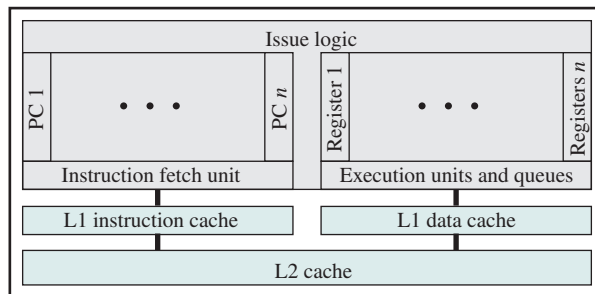 Issue logic
PC 1
PC n
Register 1
Registers n
Instruction fetch unit
Execution units and queues
L1 instruction cache
L1 data cache
L2 cache